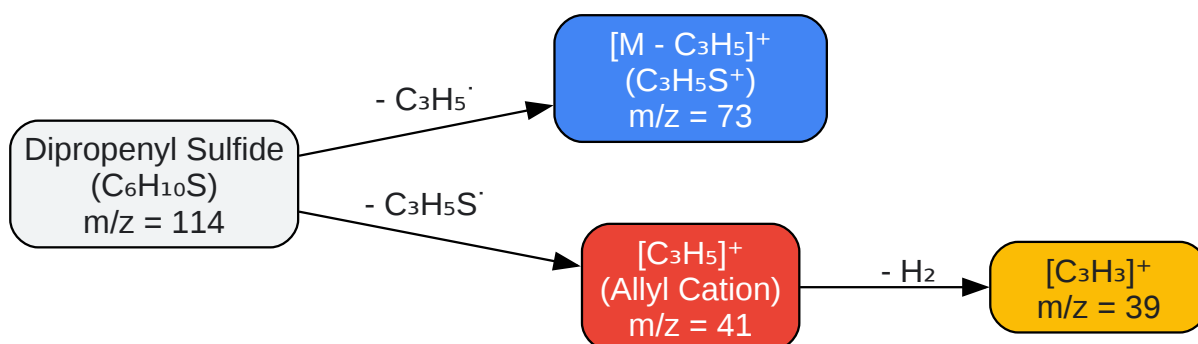 [M - C₃H₅]⁺
(C₃H₅S⁺)
m/z = 73
- C₃H₅˙
Dipropenyl Sulfide
(C₆H₁₀S)
m/z = 114
- C₃H₅S˙
[C₃H₅]⁺
(Allyl Cation)
m/z = 41
- H₂
[C₃H₃]⁺
m/z = 39